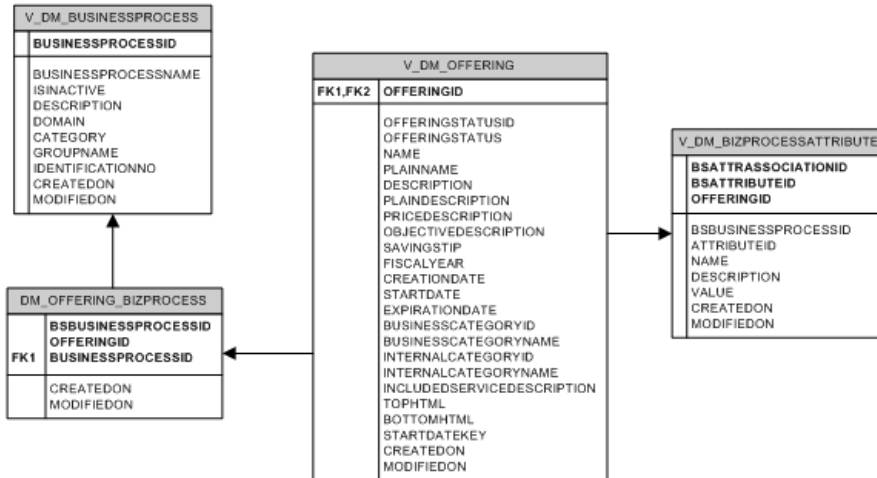 V_DM_BUSINESSPROCESS
BUSINESSPROCESSID
BUSINESSPROCESSNAME
ISINACTIVE
DESCRIPTION
DOMAIN
CATEGORY
GROUPNAME
IDENTIFICATIONNO
CREATEDON
MODIFIEDON
DM_OFFERING_BIZPROCESS
BSBUSINESSPROCESSID
OFFERINGID
FK1 BUSINESSPROCESSID
CREATEDON
MODIFIEDON
V_DM_OFFERING
FK1,FK2 OFFERINGID
OFFERINGSTATUSID
OFFERINGSTATUS
NAME
PLAINNAME
DESCRIPTION
PLAINDESCRIPTION
PRICEDESCRIPTION
OBJECTIVEDESCRIPTION
SAVINGSTIP
FISCALYEAR
CREATIONDATE
STARTDATE
EXPIRATIONDATE
BUSINESSCATEGORYID
BUSINESSCATEGORYNAME
INTERNALCATEGORYID
INTERNALCATEGORYNAME
INCLUDEDSERVICEDESCRIPTION
TOPHTML
BOTTOMHTML
STARTDATEKEY
CREATEDON
MODIFIEDON
V_DM_BIZPROCESSATTRIBUTE
BSATTRASSOCIATIONID
BSATTRIBUTEID
OFFERINGID
BSBUSINESSPROCESSID
ATTRIBUTEID
NAME
DESCRIPTION
VALUE
CREATEDON
MODIFIEDON